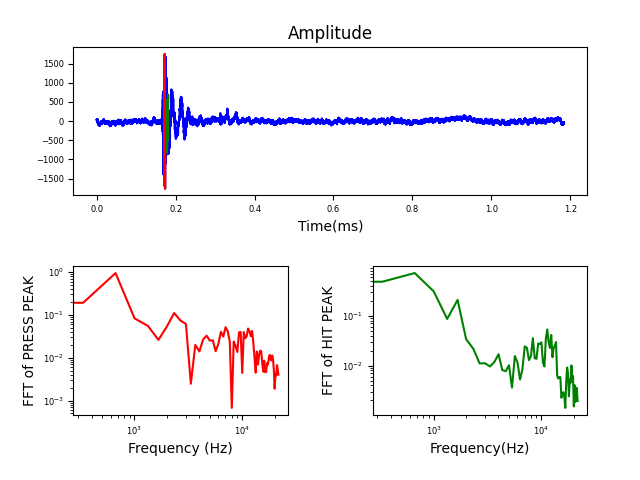 Amplitude
1500
1000
500
0
−500
−1000
−1500
0.0 0.2 0.4 0.6 0.8 1.0 1.2
Time(ms)
FFT of PRESS PEAK
10⁰
10⁻¹
10⁻²
10⁻³
10³ 10⁴
Frequency (Hz)
FFT of HIT PEAK
10⁻¹
10⁻²
10³ 10⁴
Frequency(Hz)